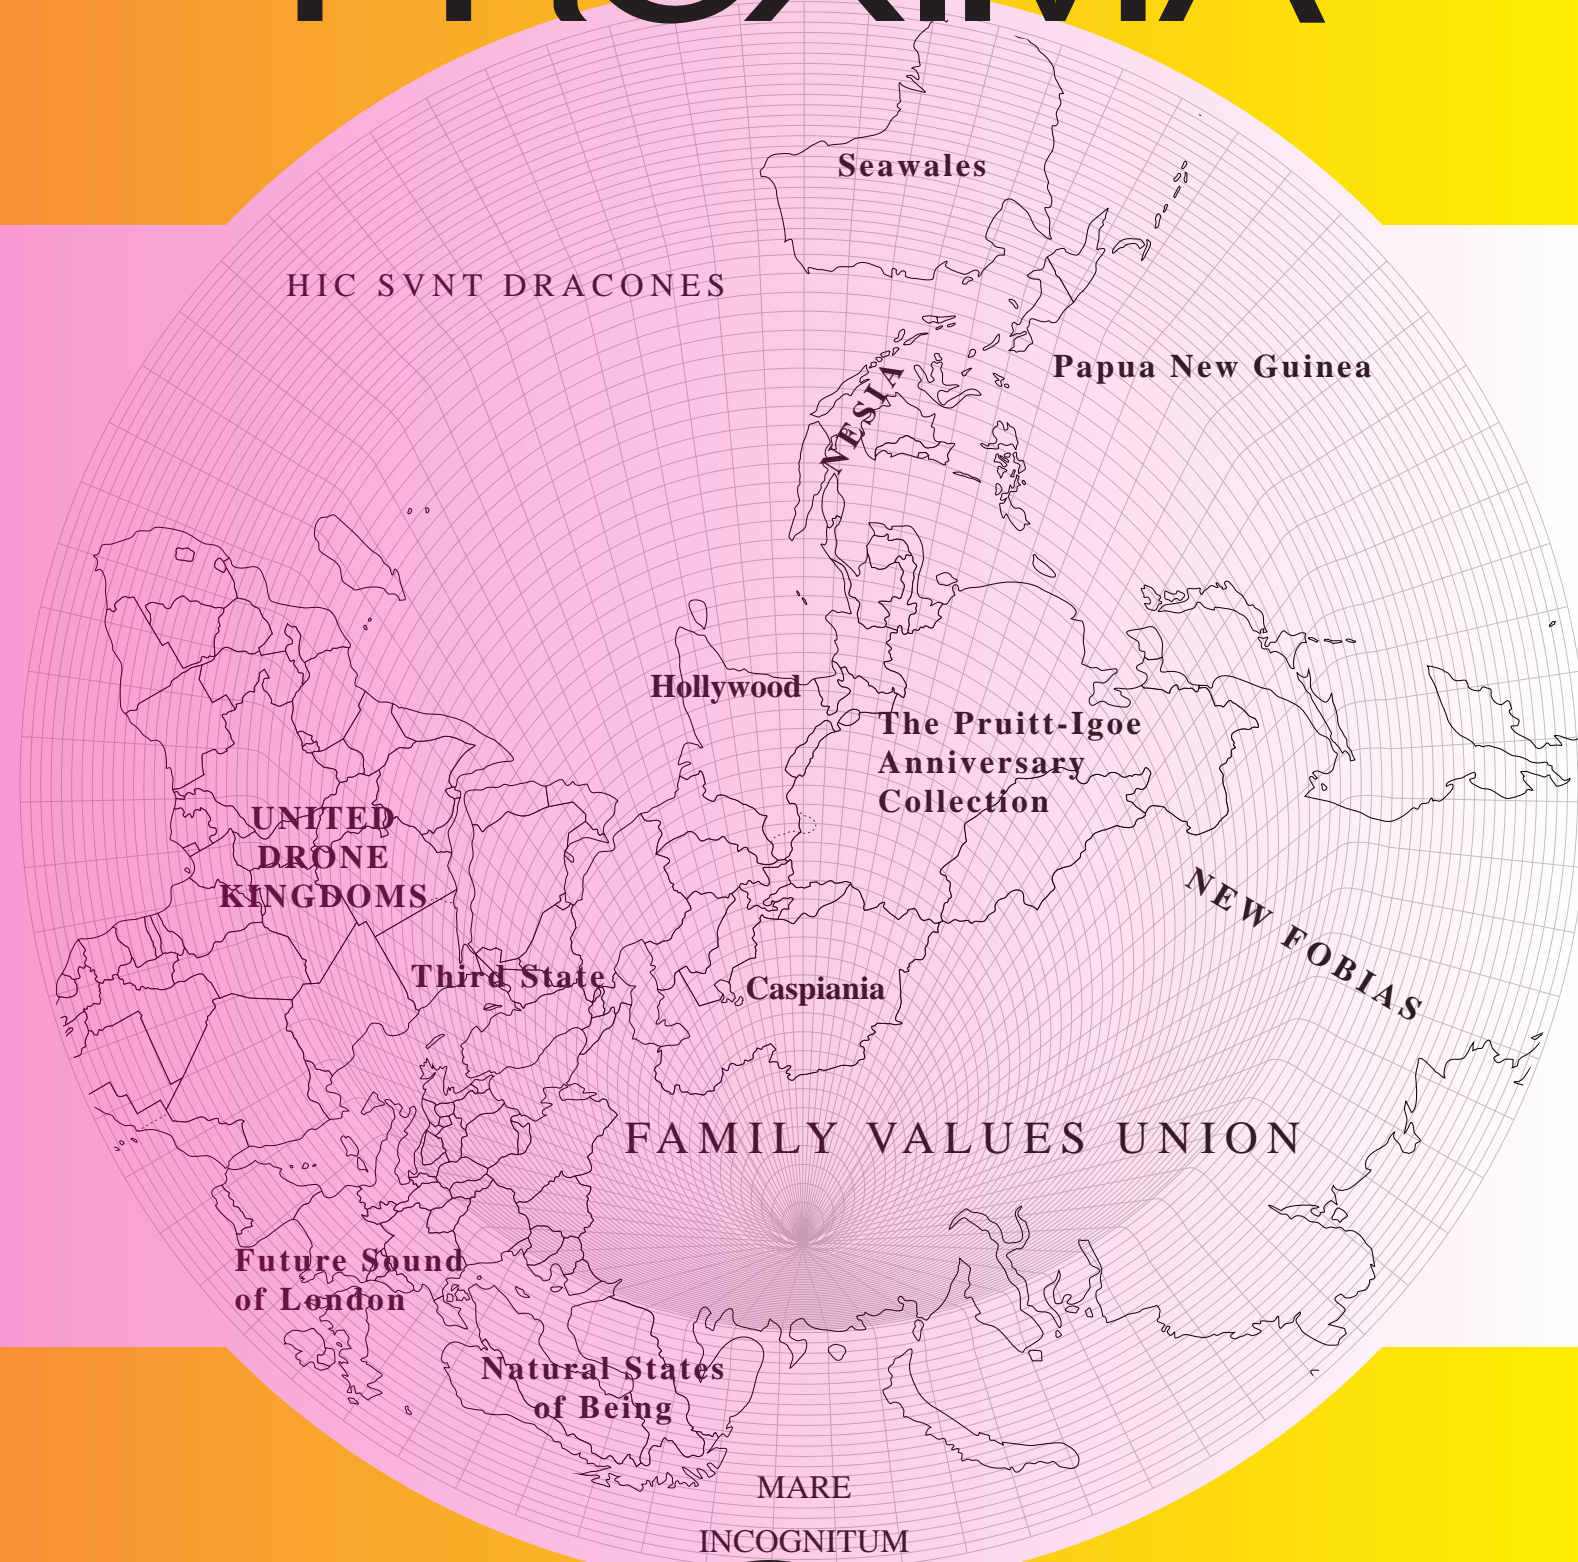 PROXIMA
Seawales
HIC SVNT DRACONES
Papua New Guinea
NESIA
Hollywood
The Pruitt-Igoe
Anniversary
Collection
UNITED
DRONE
KINGDOMS
NEW FOBIAS
Third State
Caspiania
FAMILY VALUES UNION
Future Sound
of London
Natural States
of Being
MARE
INCOGNITUM